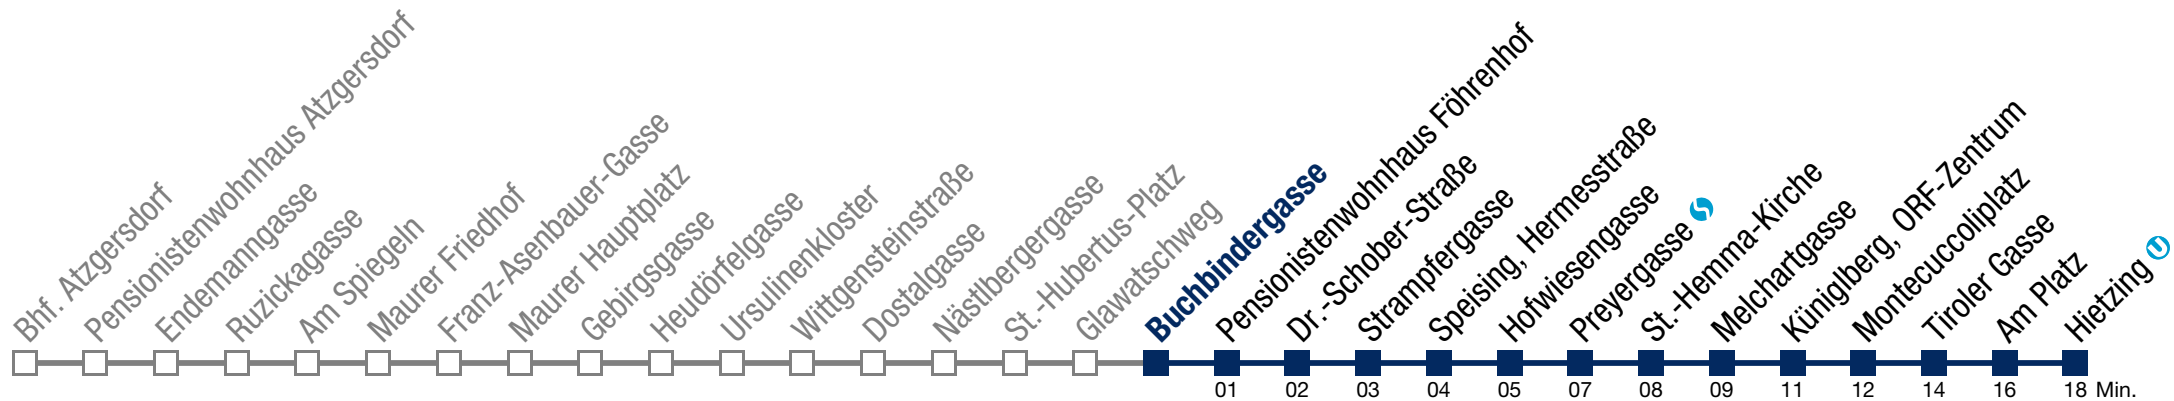 Bhf. Atzgersdorf
Pensionistenwohnhaus Atzgersdorf
Endemanngasse
Ruzickagasse
Am Spiegeln
Maurer Friedhof
Franz-Asenbauer-Gasse
Maurer Hauptplatz
Gebirgsgasse
Heudörfelgasse
Ursulinenkloster
Wittgensteinstraße
Dostalgasse
Nästlbergergasse
St.-Hubertus-Platz
Glawatschweg
Buchbindergasse
Pensionistenwohnhaus Föhrenhof
Dr.-Schober-Straße
Strampfergasse
Speising, Hermesstraße
Hofwiesengasse
Preyergasse S
St.-Hemma-Kirche
Melchartgasse
Küniglberg, ORF-Zentrum
Montecuccoliplatz
Tiroler Gasse
Am Platz
Hietzing U
01 02 03 04 05 07 08 09 11 12 14 16 18 Min.